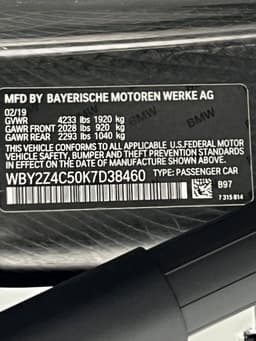 MFD BY BAYERISCHE MOTOREN WERKE AG
02/19
GVWR 4233 lbs 1920 kg
GAWR FRONT 2028 lbs 920 kg
GAWR REAR 2293 lbs 1040 kg
THIS VEHICLE CONFORMS TO ALL APPLICABLE U.S. FEDERAL MOTOR
VEHICLE SAFETY, BUMPER, AND THEFT PREVENTION STANDARDS IN
EFFECT ON THE DATE OF MANUFACTURE SHOWN ABOVE.
WBY2Z4C50K7D38460 TYPE: PASSENGER CAR
B97
7 315 814
BMW
BMW